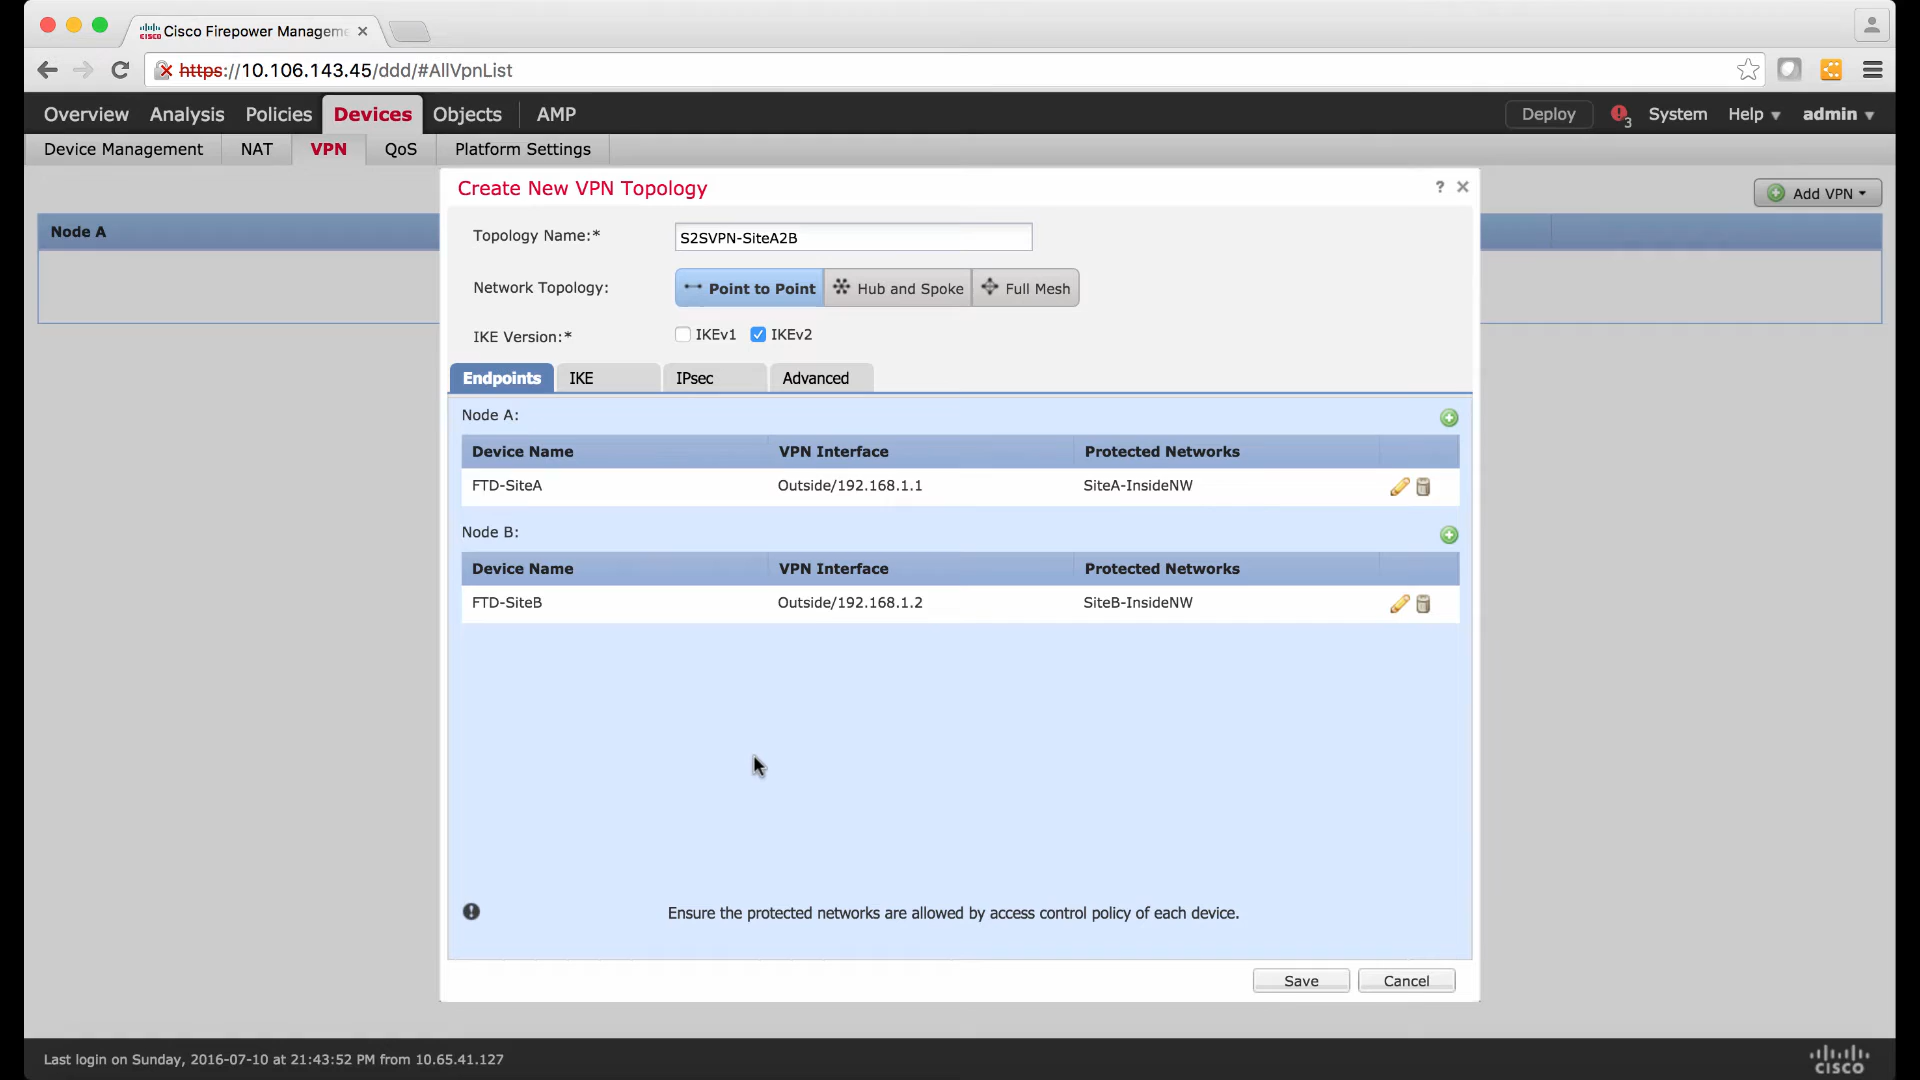 Cisco Firepower Manageme
https://10.106.143.45/ddd/#AllVpnList
Overview Analysis Policies Devices Objects AMP Deploy 3 System Help admin
Device Management NAT VPN QoS Platform Settings
Create New VPN Topology ?
Add VPN
Node A
Topology Name:* S2SVPN-SiteA2B
Network Topology: Point to Point Hub and Spoke Full Mesh
IKE Version:* IKEv1 IKEv2
Endpoints IKE IPsec Advanced
Node A:
Device Name VPN Interface Protected Networks
FTD-SiteA Outside/192.168.1.1 SiteA-InsideNW
Node B:
Device Name VPN Interface Protected Networks
FTD-SiteB Outside/192.168.1.2 SiteB-InsideNW
Ensure the protected networks are allowed by access control policy of each device.
Save Cancel
Last login on Sunday, 2016-07-10 at 21:43:52 PM from 10.65.41.127
CISCO